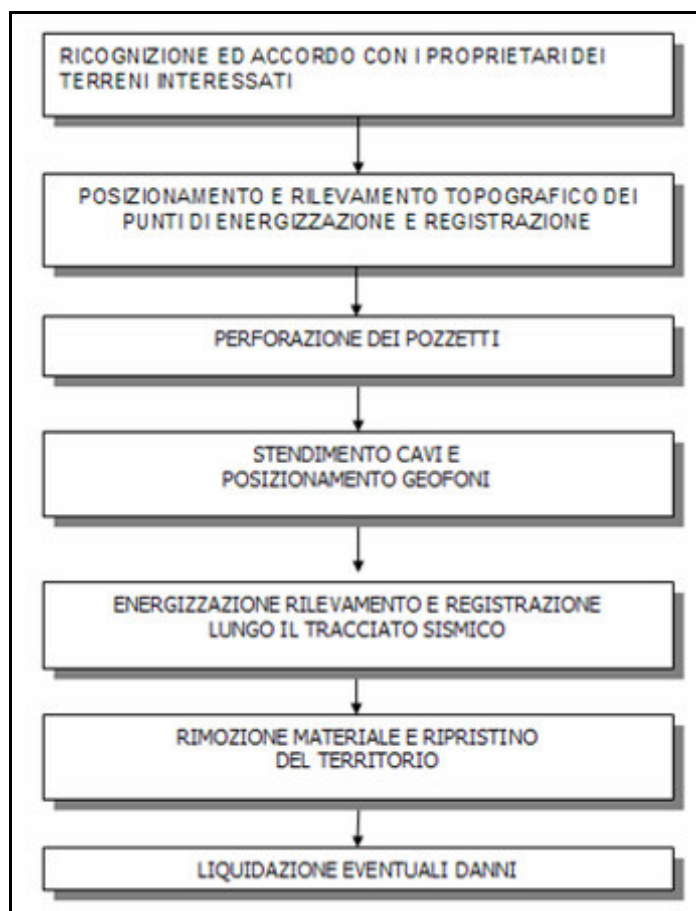 RICOGNIZIONE ED ACCORDO CON I PROPRIETARI DEI
TERRENI INTERESSATI
POSIZIONAMENTO E RILEVAMENTO TOPOGRAFICO DEI
PUNTI DI ENERGIZZAZIONE E REGISTRAZIONE
PERFORAZIONE DEI POZZETTI
STENDIMENTO CAVI E
POSIZIONAMENTO GEOFONI
ENERGIZZAZIONE RILEVAMENTO E REGISTRAZIONE
LUNGO IL TRACCIATO SISMICO
RIMOZIONE MATERIALE E RIPRISTINO
DEL TERRITORIO
LIQUIDAZIONE EVENTUALI DANNI